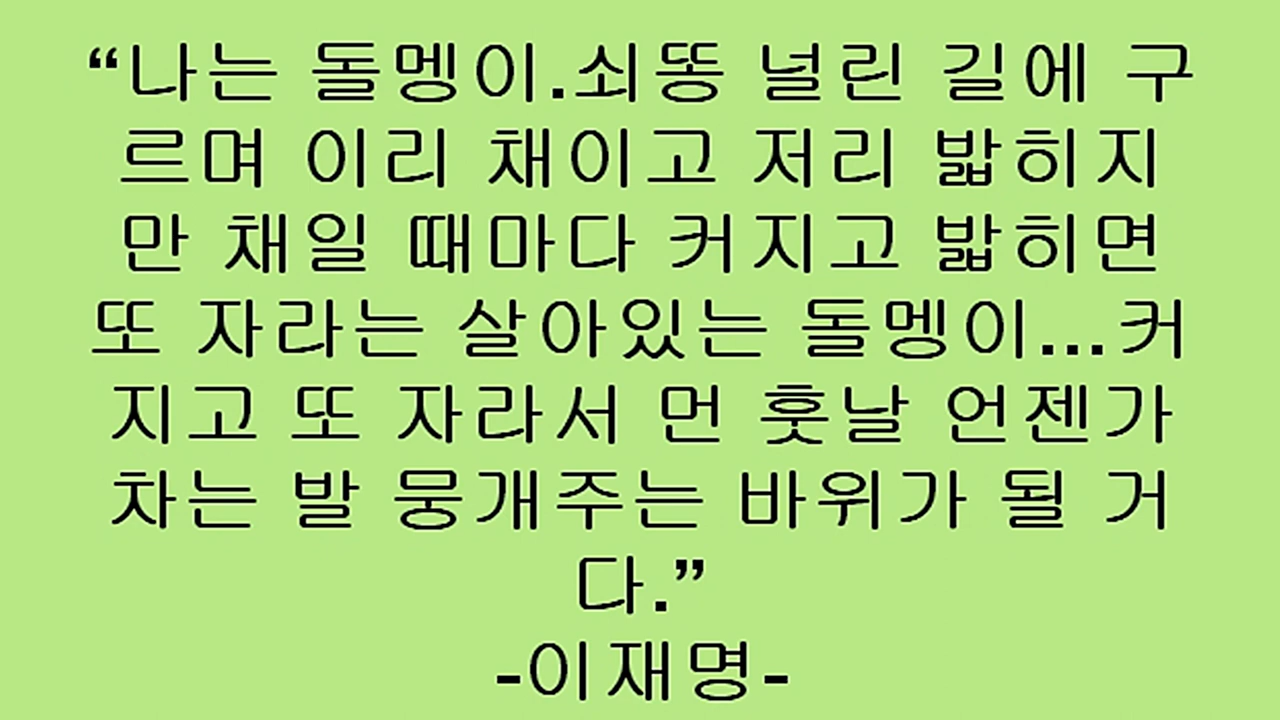 “나는 돌멩이.쇠똥 널린 길에 구
르며 이리 채이고 저리 밟히지
만 채일 때마다 커지고 밟히면
또 자라는 살아있는 돌멩이...커
지고 또 자라서 먼 훗날 언젠가
차는 발 뭉개주는 바위가 될 거
다.”
-이재명-